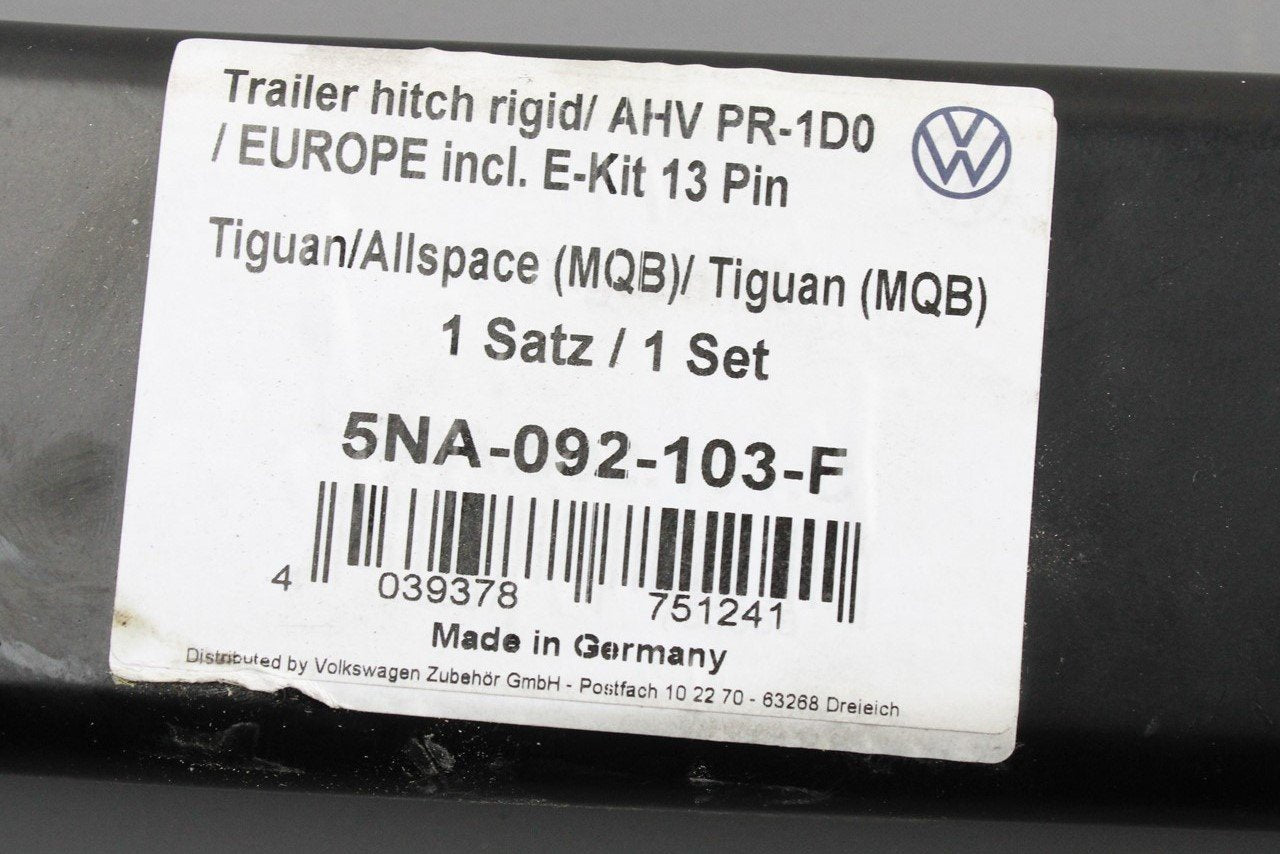 Trailer hitch rigid/ AHV PR-1D0
/ EUROPE incl. E-Kit 13 Pin
Tiguan/Allspace (MQB)/ Tiguan (MQB)
1 Satz / 1 Set
5NA-092-103-F
4 039378 751241
Made in Germany
Distributed by Volkswagen Zubehör GmbH - Postfach 10 22 70 - 63268 Dreieich